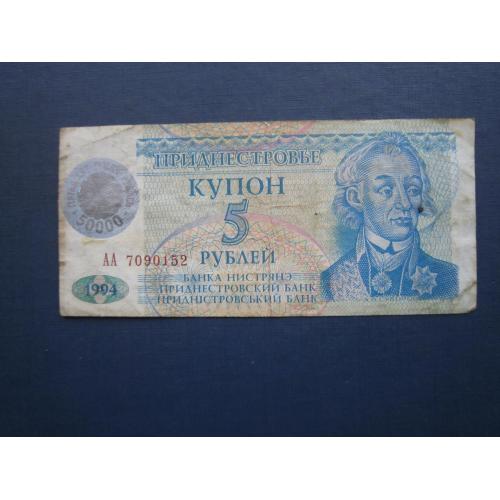 ПРИДНЕСТРОВЬЕ
КУПОН
50000
5
РУБЛЕЙ
АА 7090152
БАНКА НИСТРЯНЭ
1994
ПРИДНЕСТРОВСКИЙ БАНК
ПРИДНІСТРОВСЬКИЙ БАНК